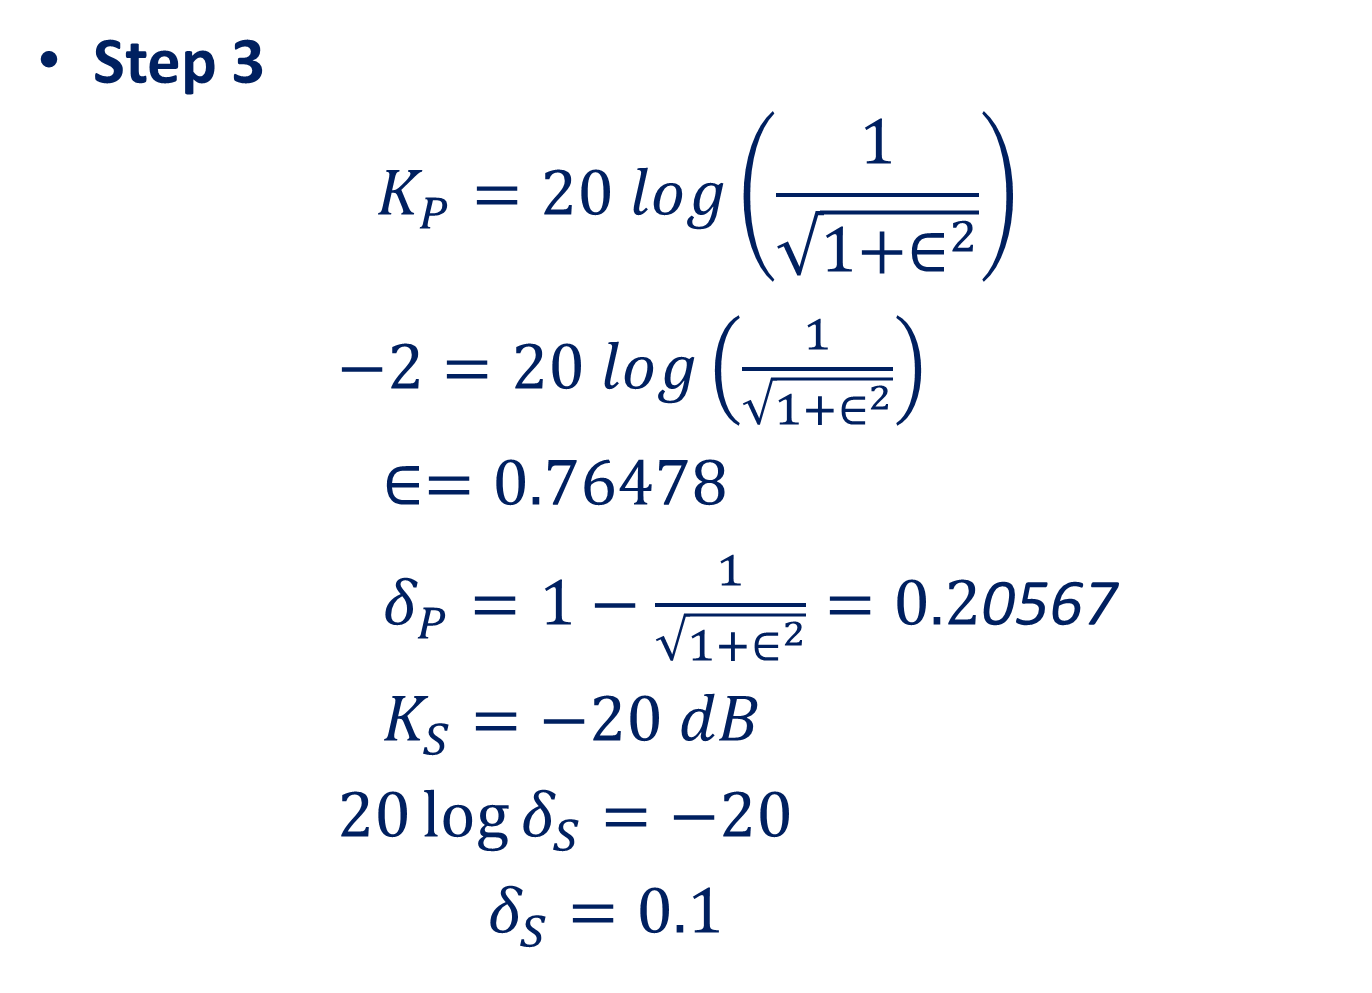 • Step 3
K_P = 20 log(1/√(1+∈²))
−2 = 20 log(1/√(1+∈²))
∈= 0.76478
δ_P = 1 − 1/√(1+∈²) = 0.20567
K_S = −20 dB
20 log δ_S = −20
δ_S = 0.1